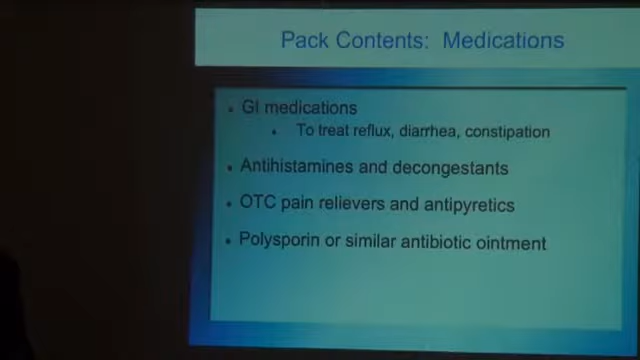 Pack Contents: Medications
• GI medications
• To treat reflux, diarrhea, constipation
• Antihistamines and decongestants
• OTC pain relievers and antipyretics
• Polysporin or similar antibiotic ointment